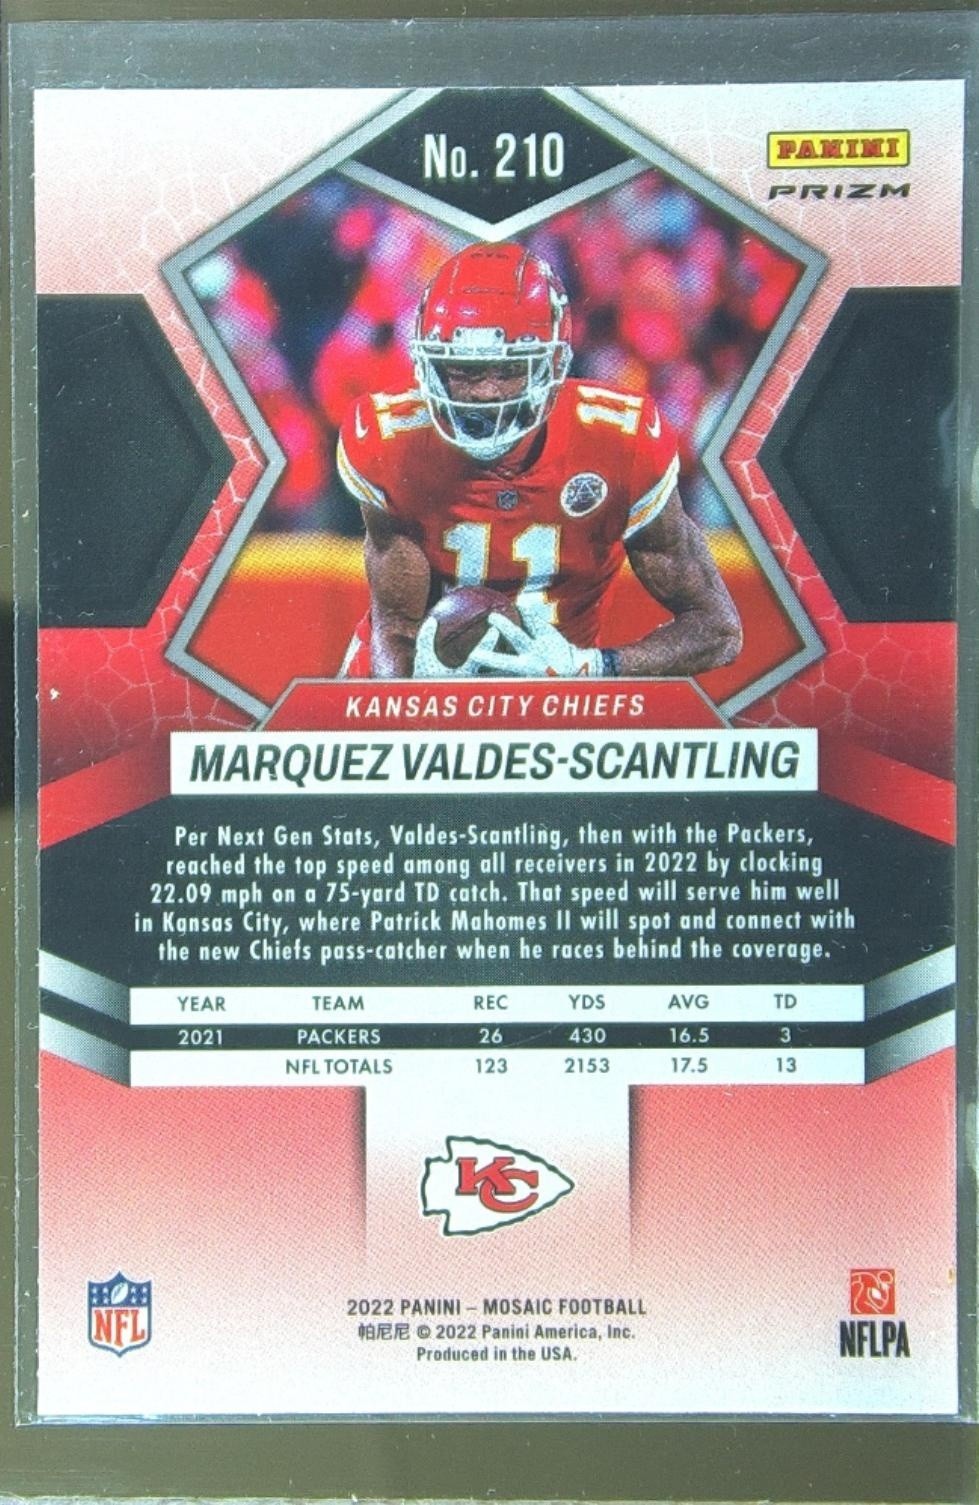 No. 210
PANINI
PRIZM
11 11
11
KANSAS CITY CHIEFS
MARQUEZ VALDES-SCANTLING
Per Next Gen Stats, Valdes-Scantling, then with the Packers,
reached the top speed among all receivers in 2022 by clocking
22.09 mph on a 75-yard TD catch. That speed will serve him well
in Kansas City, where Patrick Mahomes II will spot and connect with
the new Chiefs pass-catcher when he races behind the coverage.
YEAR TEAM REC YDS AVG TD
2021 PACKERS 26 430 16.5 3
NFL TOTALS 123 2153 17.5 13
KC
NFL
2022 PANINI – MOSAIC FOOTBALL
帕尼尼 © 2022 Panini America, Inc.
Produced in the USA.
NFLPA